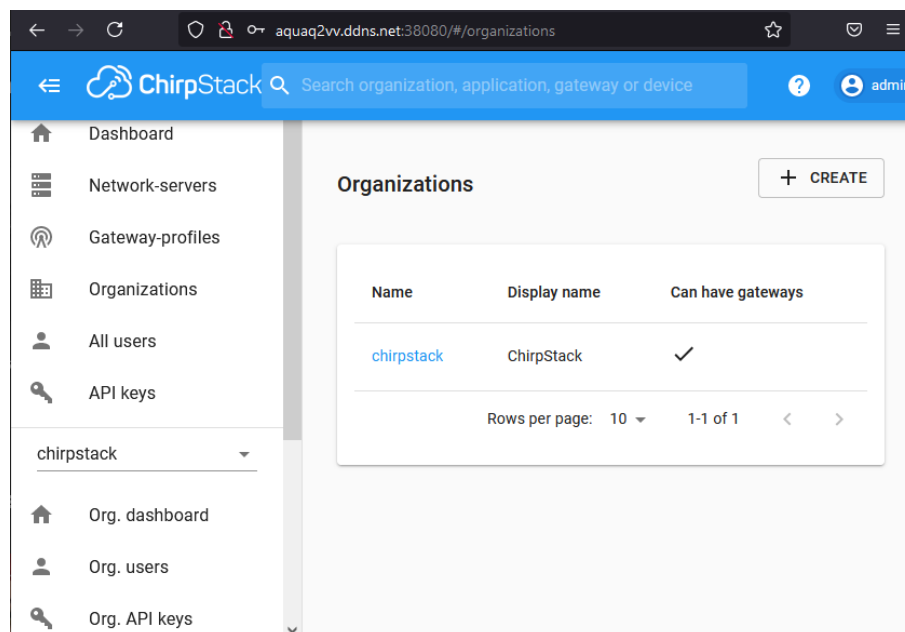 aquaq2vv.ddns.net:38080/#/organizations
ChirpStack
Search organization, application, gateway or device
?
admin
Dashboard
Network-servers
Gateway-profiles
Organizations
All users
API keys
chirpstack
Org. dashboard
Org. users
Org. API keys
Organizations
+ CREATE
Name Display name Can have gateways
chirpstack ChirpStack ✓
Rows per page: 10 1-1 of 1 < >